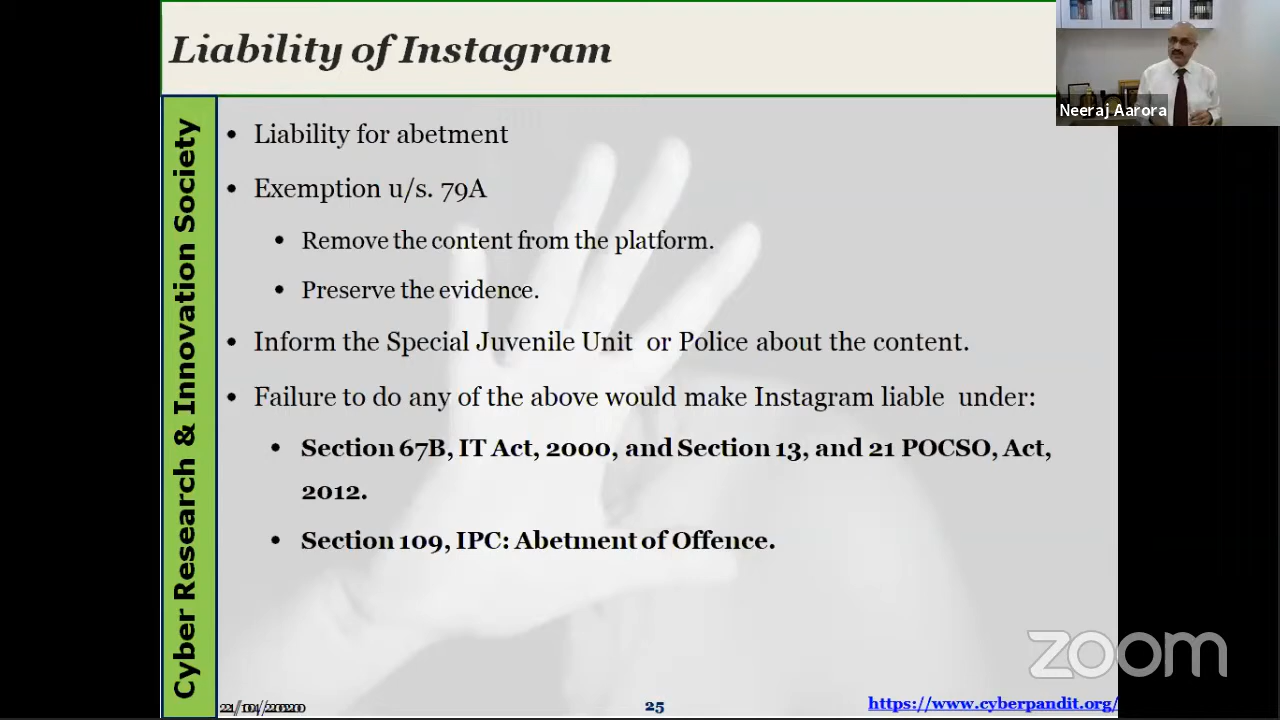 Liability of Instagram
Neeraj Aarora
Cyber Research & Innovation Society
• Liability for abetment
• Exemption u/s. 79A
• Remove the content from the platform.
• Preserve the evidence.
• Inform the Special Juvenile Unit or Police about the content.
• Failure to do any of the above would make Instagram liable under:
• Section 67B, IT Act, 2000, and Section 13, and 21 POCSO, Act,
2012.
• Section 109, IPC: Abetment of Offence.
zoom
25
https://www.cyberpandit.org/